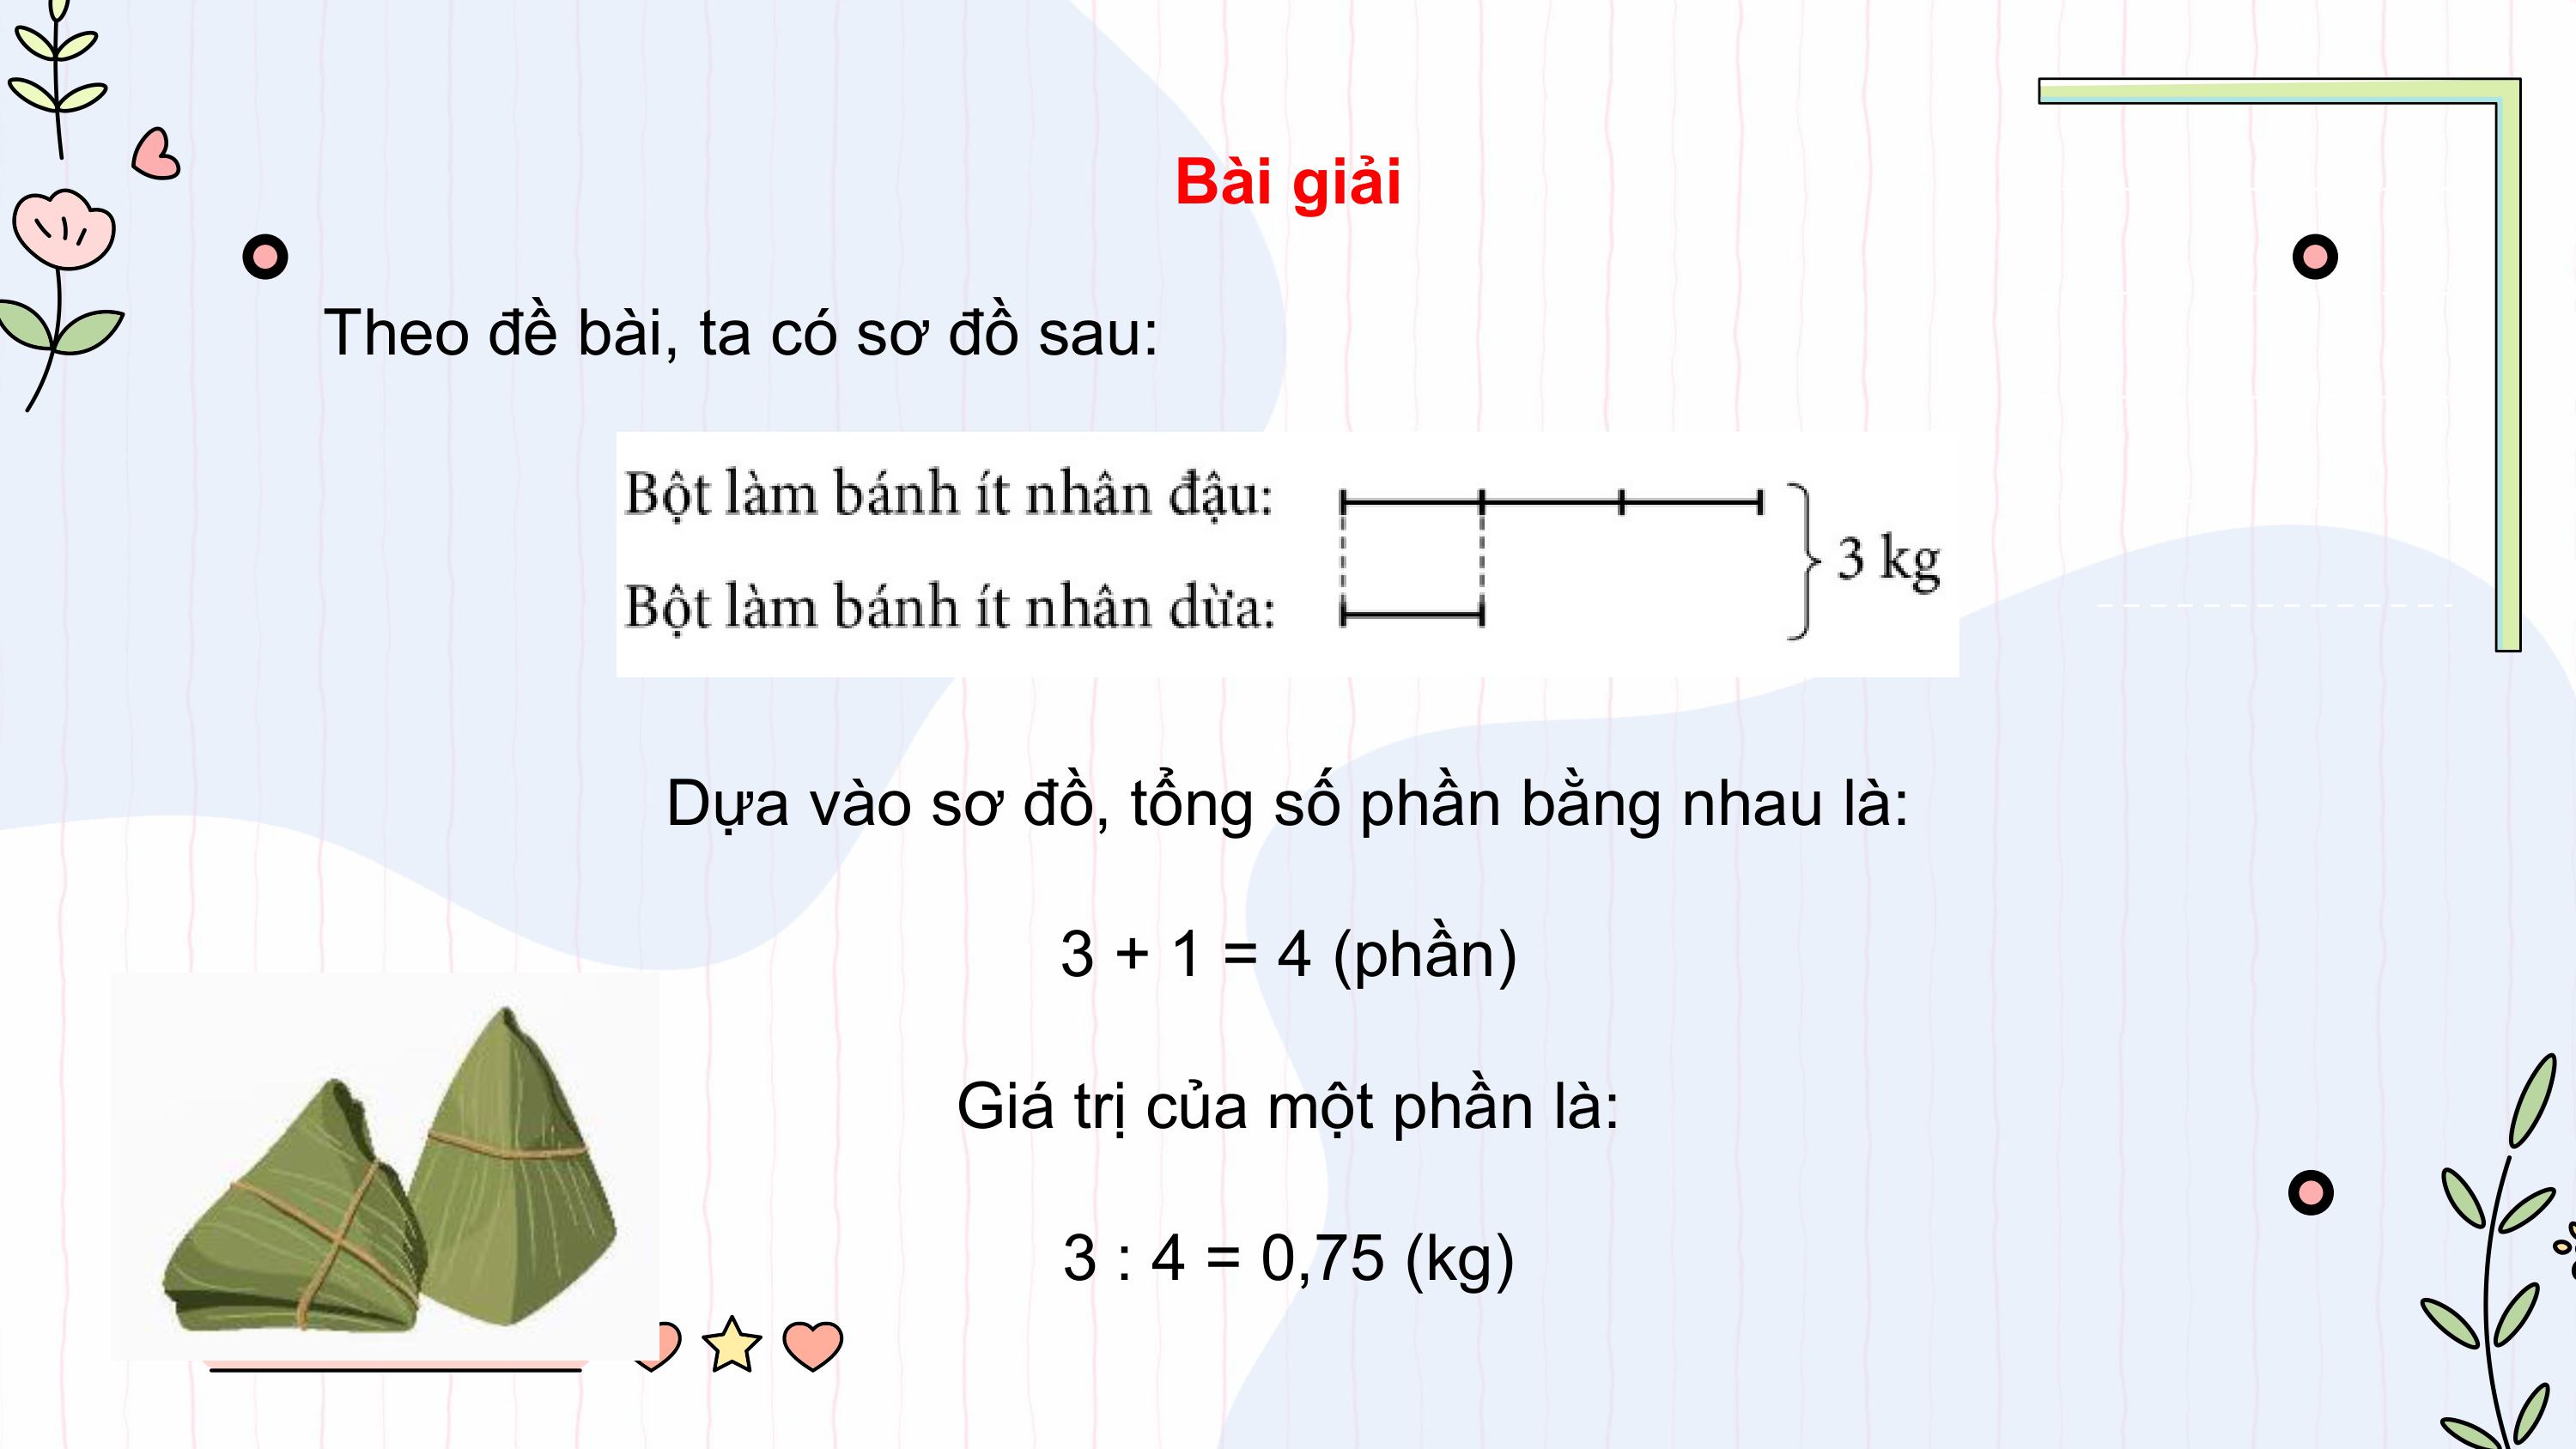 Bài giải
Theo đề bài, ta có sơ đồ sau:
Bột làm bánh ít nhân đậu:
3 kg
Bột làm bánh ít nhân dừa:
Dựa vào sơ đồ, tổng số phần bằng nhau là:
3 + 1 = 4 (phần)
Giá trị của một phần là:
3 : 4 = 0,75 (kg)